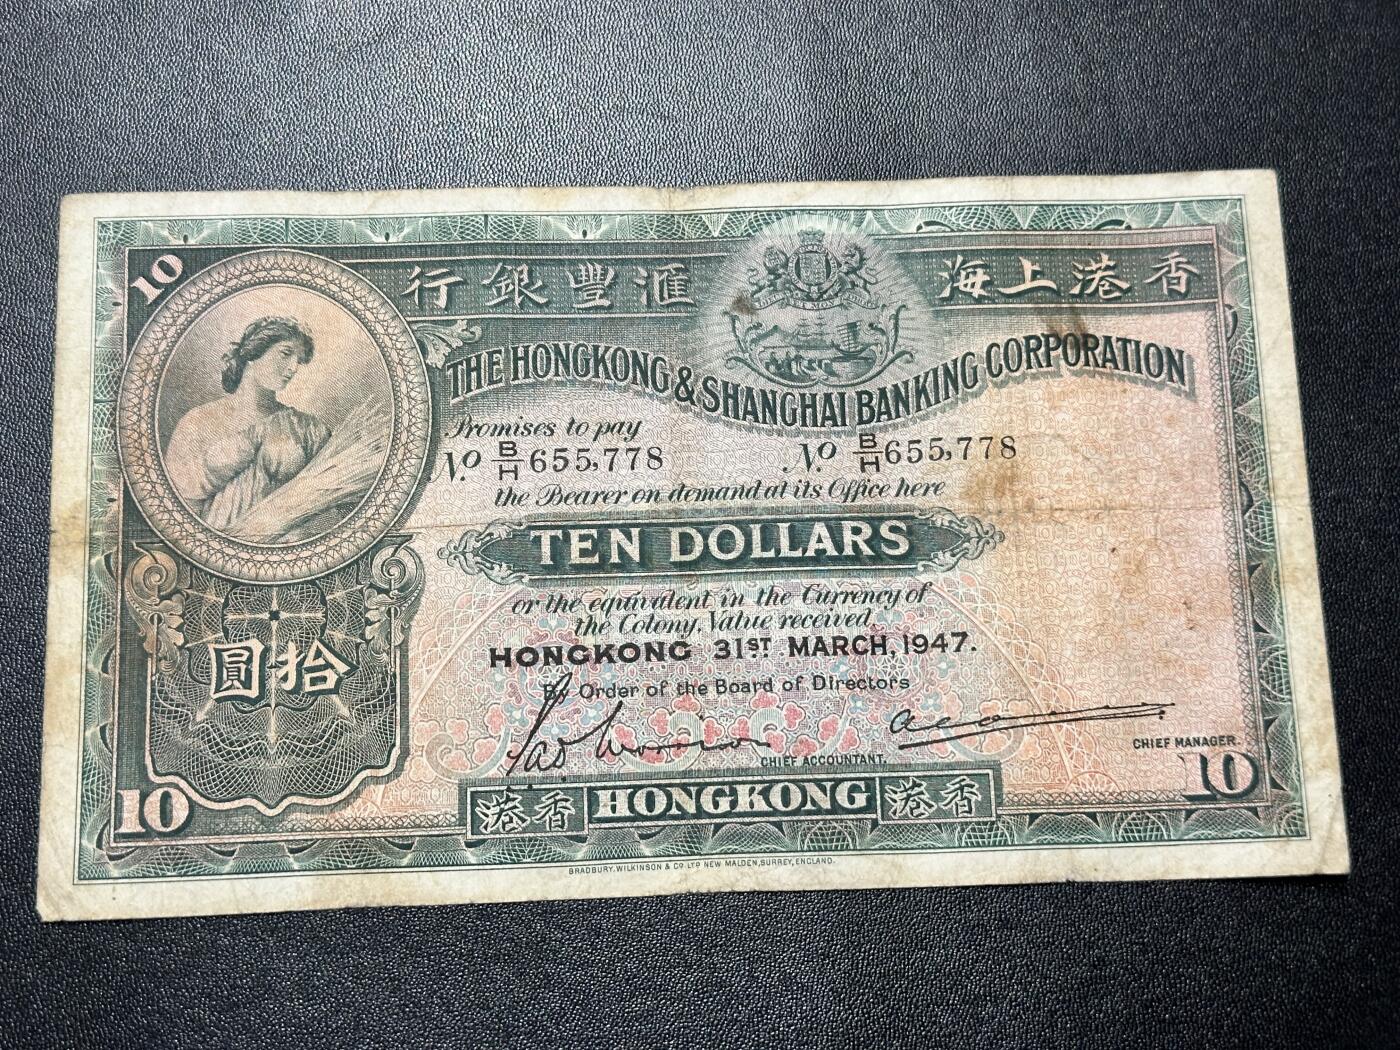 10
行銀豐滙 海上港香
THE HONGKONG & SHANGHAI BANKING CORPORATION
Promises to pay
No. B/H 655,778 No. B/H 655,778
the Bearer on demand at its Office here
TEN DOLLARS
or the equivalent in the Currency of
the Colony, Value received
HONGKONG 31ST MARCH, 1947.
By Order of the Board of Directors
圓拾
CHIEF ACCOUNTANT.
CHIEF MANAGER.
10 10
港香 HONGKONG 港香
BRADBURY, WILKINSON & CO. LTD NEW MALDEN, SURREY, ENGLAND.